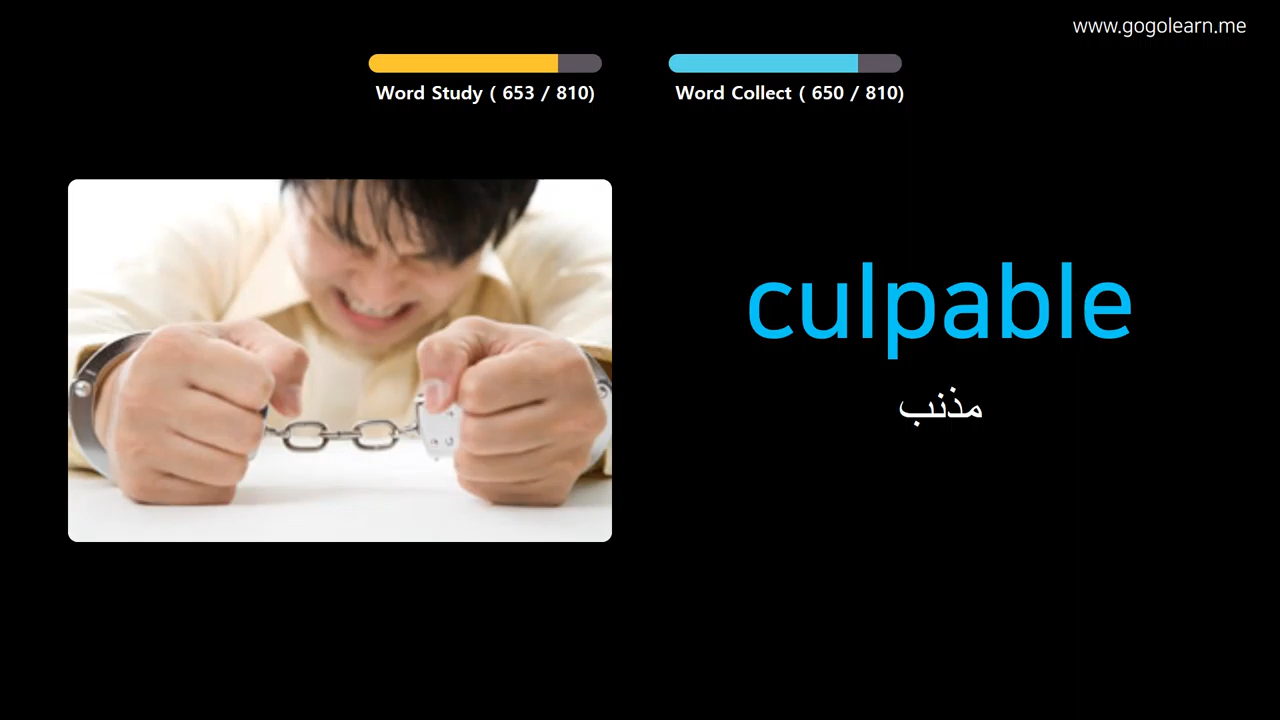 www.gogolearn.me
Word Study ( 653 / 810)
Word Collect ( 650 / 810)
culpable
مذنب